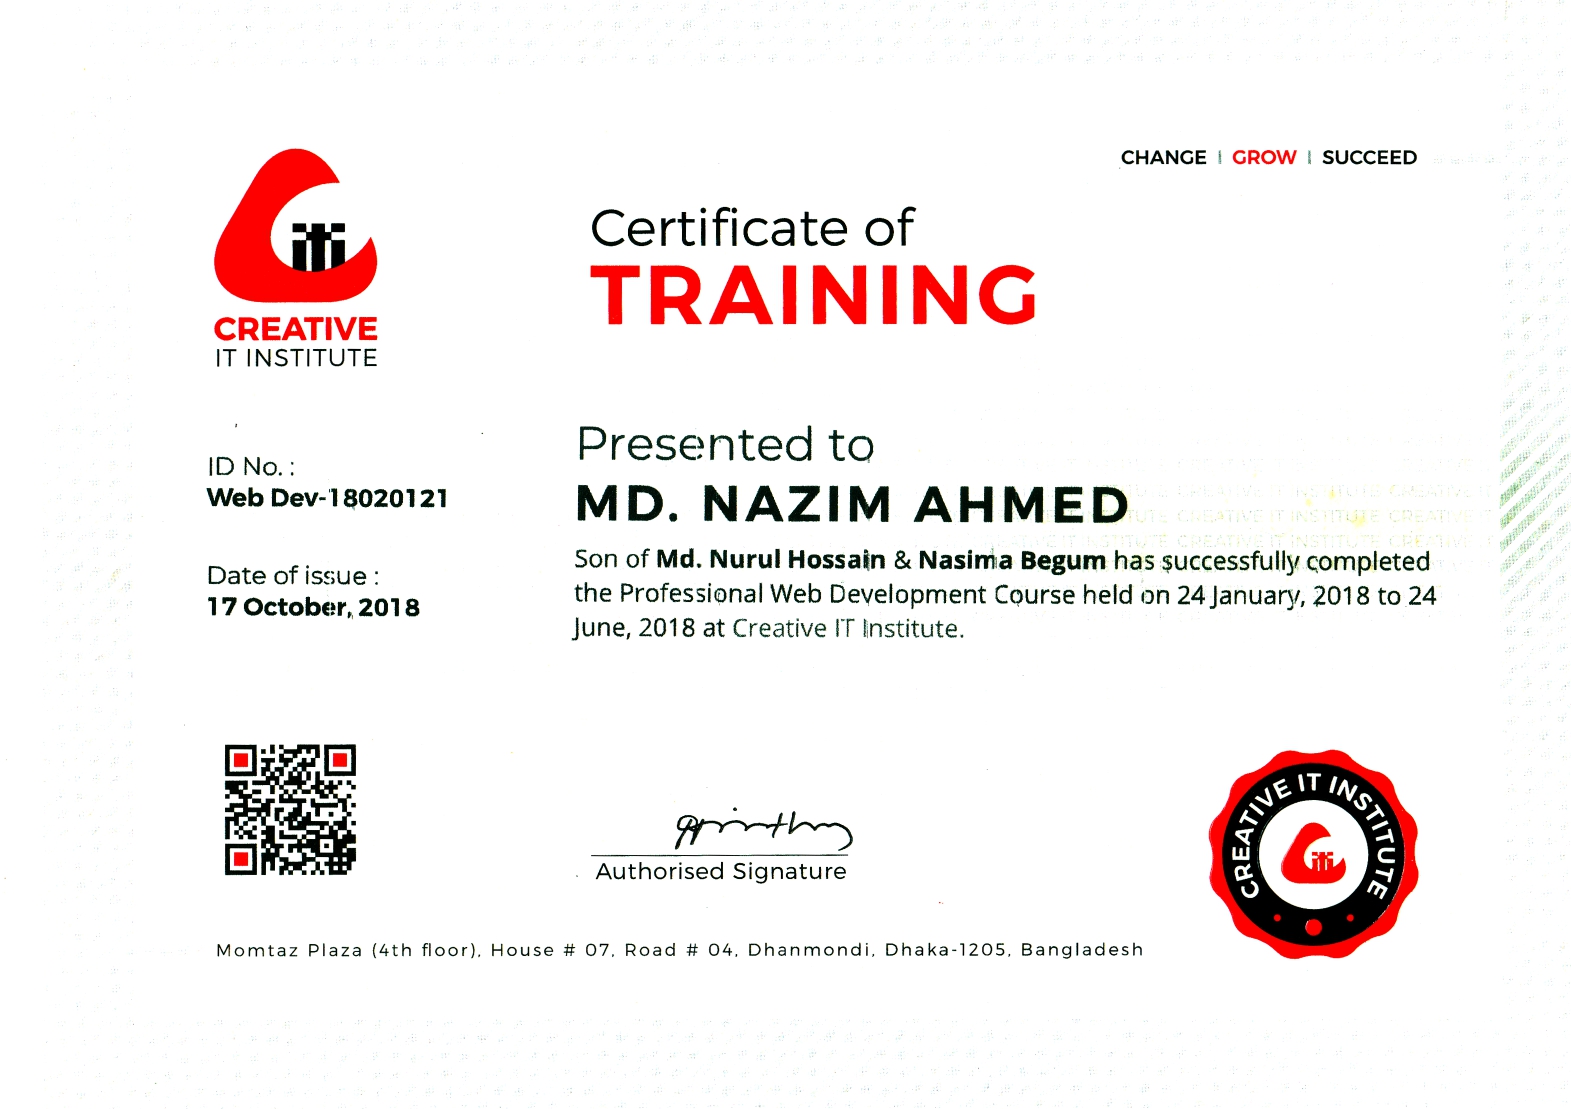 CHANGE | GROW | SUCCEED
iti
CREATIVE
IT INSTITUTE
Certificate of
TRAINING
ID No. :
Web Dev-18020121
Date of issue :
17 October, 2018
Presented to
MD. NAZIM AHMED
Son of Md. Nurul Hossain & Nasima Begum has successfully completed
the Professional Web Development Course held on 24 January, 2018 to 24
June, 2018 at Creative IT Institute.
Authorised Signature
CREATIVE IT INSTITUTE
iti
Momtaz Plaza (4th floor), House # 07, Road # 04, Dhanmondi, Dhaka-1205, Bangladesh